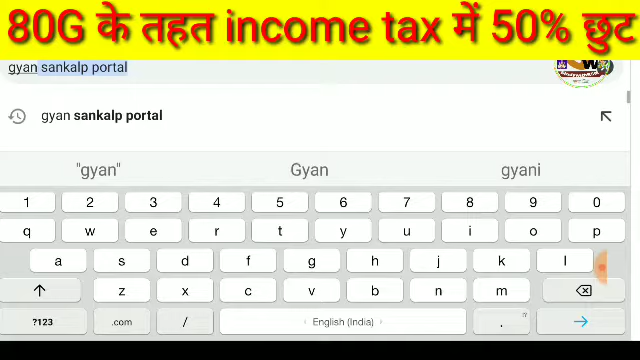 80G के तहत income tax में 50% छुट
gyan sankalp portal
gyan sankalp portal
"gyan" Gyan gyani
1 2 3 4 5 6 7 8 9 0
q w e r t y u i o p
a s d f g h j k l
z x c v b n m
?123 .com / English (India) .